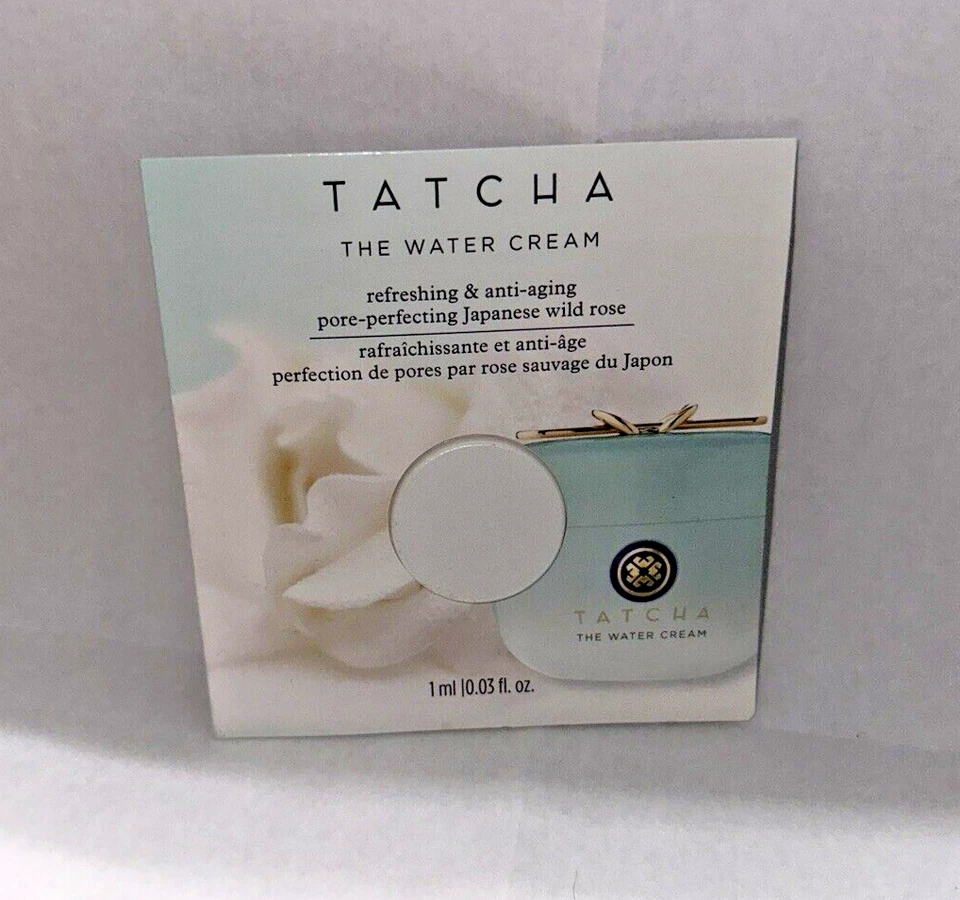 TATCHA
THE WATER CREAM
refreshing & anti-aging
pore-perfecting Japanese wild rose
rafraîchissante et anti-âge
perfection de pores par rose sauvage du Japon
TATCHA
THE WATER CREAM
1 ml |0.03 fl. oz.